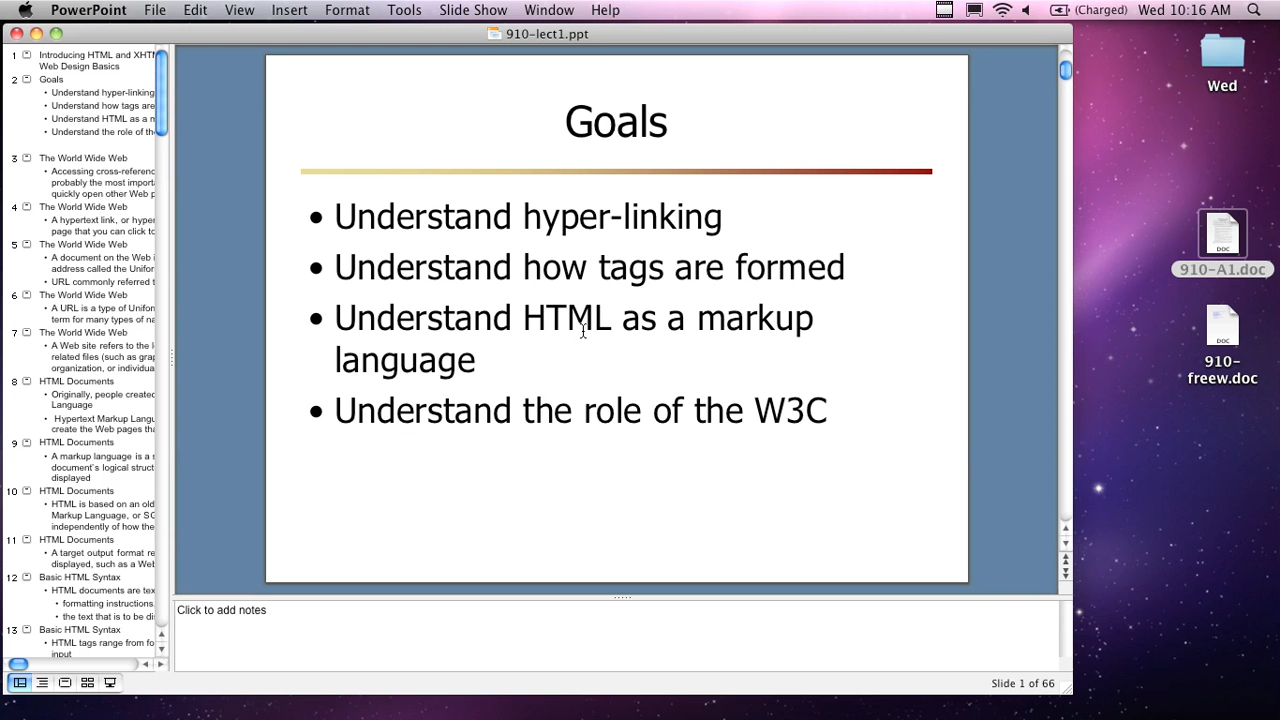 PowerPoint File Edit View Insert Format Tools Slide Show Window Help (Charged) Wed 10:16 AM
910-lect1.ppt
1 Introducing HTML and XHTM
Web Design Basics
2 Goals
• Understand hyper-linking
• Understand how tags are
• Understand HTML as a m
• Understand the role of the
3 The World Wide Web
• Accessing cross-referenc
probably the most importa
quickly open other Web p
4 The World Wide Web
• A hypertext link, or hyper
page that you can click to
5 The World Wide Web
• A document on the Web i
address called the Unifor
• URL commonly referred t
6 The World Wide Web
• A URL is a type of Unifor
term for many types of na
7 The World Wide Web
• A Web site refers to the l
related files (such as grap
organization, or individua
8 HTML Documents
• Originally, people created
Language
• Hypertext Markup Langu
create the Web pages tha
9 HTML Documents
• A markup language is a s
document's logical struct
displayed
10 HTML Documents
• HTML is based on an old
Markup Language, or SG
independently of how the
11 HTML Documents
• A target output format re
displayed, such as a Web
12 Basic HTML Syntax
• HTML documents are tex
• formatting instructions
• the text that is to be dis
13 Basic HTML Syntax
• HTML tags range from fo
input
Goals
• Understand hyper-linking
• Understand how tags are formed
• Understand HTML as a markup
language
• Understand the role of the W3C
Click to add notes
Slide 1 of 66
Wed
DOC
910-A1.doc
DOC
910-
freew.doc